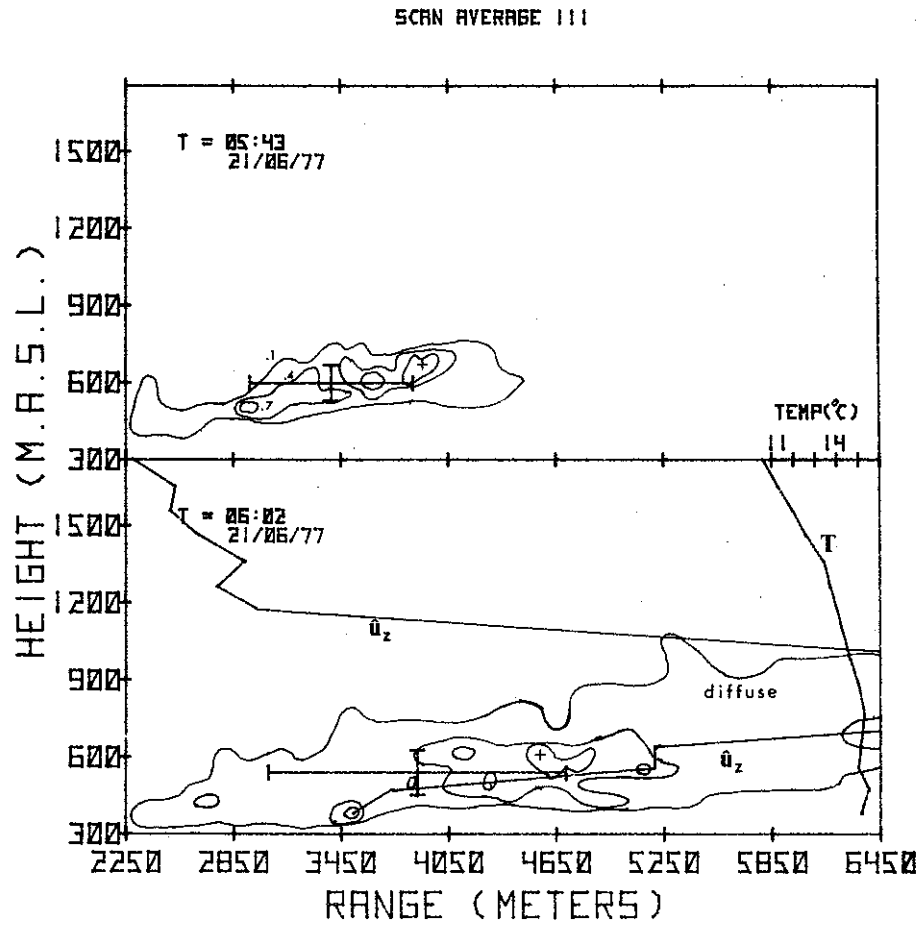 SCAN AVERAGE III
T = 05:43
21/06/77
1500
1200
900
600
300
.1
.4
.7
TEMP(°C)
11 14
T = 06:02
21/06/77
1500
1200
900
600
300
T
û_z
diffuse
û_z
HEIGHT (M.A.S.L.)
2250 2850 3450 4050 4650 5250 5850 6450
RANGE (METERS)